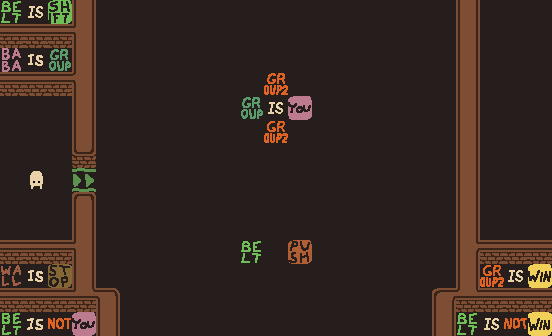 BELT IS SHIFT
BABA IS GROUP
GROUP2
GROUP IS YOU
GROUP2
BELT PUSH
WALL IS STOP
GROUP2 IS WIN
BELT IS NOT YOU
BELT IS NOT WIN